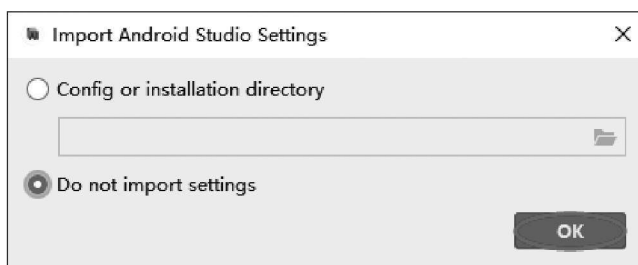 Import Android Studio Settings
Config or installation directory
Do not import settings
OK